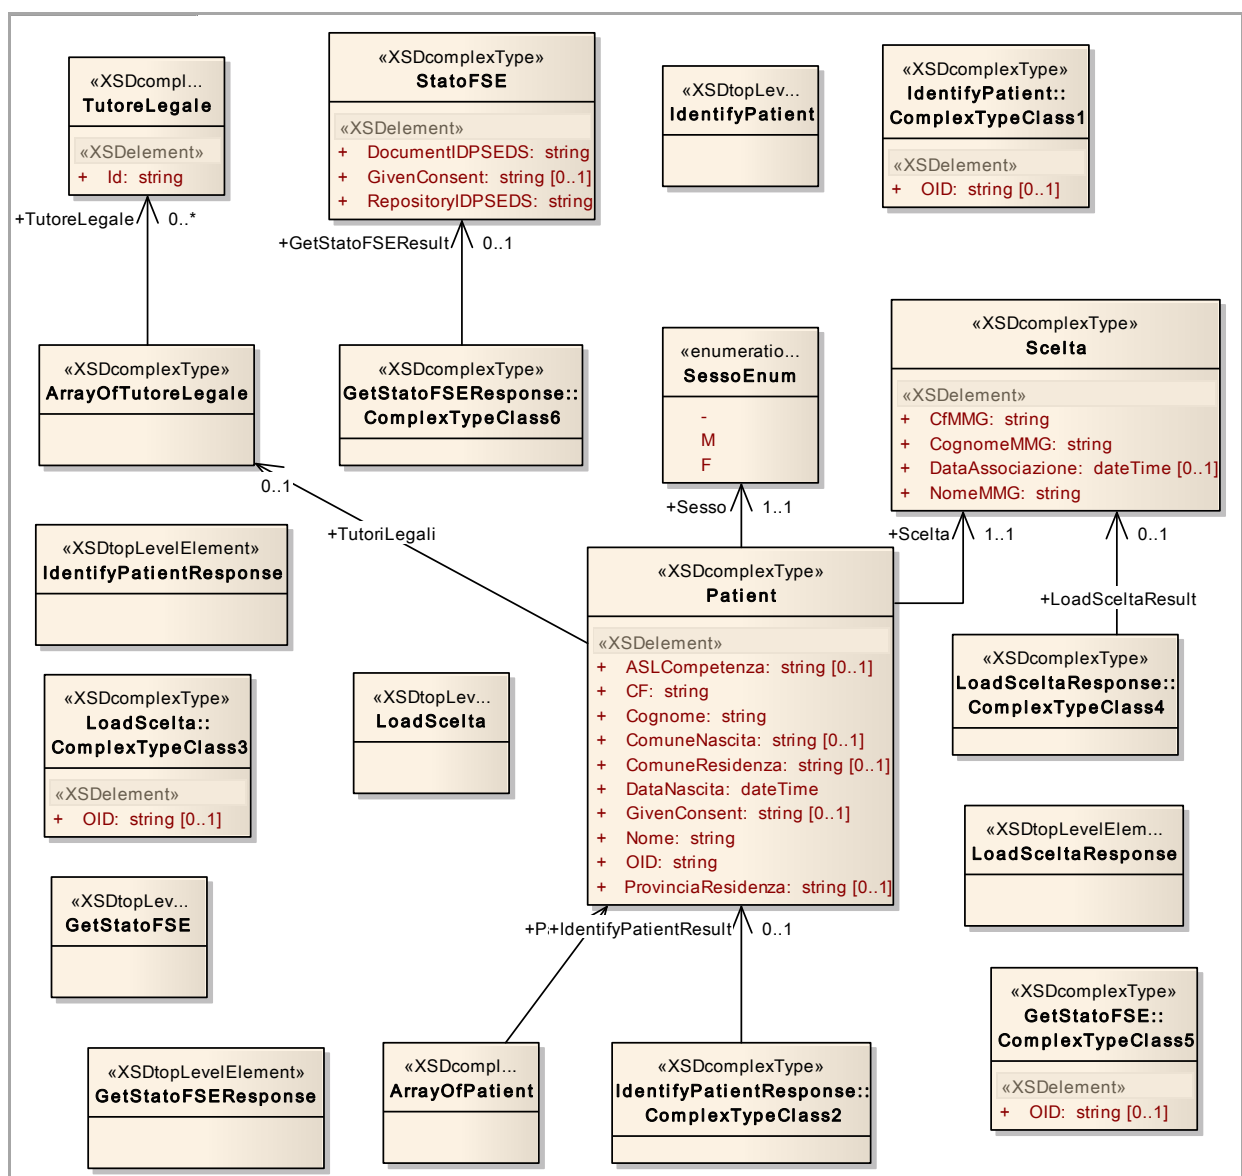 «XSDcompl...
TutoreLegale
«XSDelement»
+ Id: string
«XSDcomplexType»
StatoFSE
«XSDelement»
+ DocumentIDPSEDS: string
+ GivenConsent: string [0..1]
+ RepositoryIDPSEDS: string
«XSDtopLev...
IdentifyPatient
«XSDcomplexType»
IdentifyPatient::
ComplexTypeClass1
«XSDelement»
+ OID: string [0..1]
+TutoreLegale
0..*
+GetStatoFSEResult
0..1
«XSDcomplexType»
ArrayOfTutoreLegale
«XSDcomplexType»
GetStatoFSEResponse::
ComplexTypeClass6
«enumeratio...
SessoEnum
-
M
F
«XSDcomplexType»
Scelta
«XSDelement»
+ CfMMG: string
+ CognomeMMG: string
+ DataAssociazione: dateTime [0..1]
+ NomeMMG: string
0..1
+TutoriLegali
+Sesso
1..1
+Scelta
1..1
0..1
+LoadSceltaResult
«XSDtopLevelElement»
IdentifyPatientResponse
«XSDcomplexType»
Patient
«XSDelement»
+ ASLCompetenza: string [0..1]
+ CF: string
+ Cognome: string
+ ComuneNascita: string [0..1]
+ ComuneResidenza: string [0..1]
+ DataNascita: dateTime
+ GivenConsent: string [0..1]
+ Nome: string
+ OID: string
+ ProvinciaResidenza: string [0..1]
«XSDcomplexType»
LoadSceltaResponse::
ComplexTypeClass4
«XSDcomplexType»
LoadScelta::
ComplexTypeClass3
«XSDelement»
+ OID: string [0..1]
«XSDtopLev...
LoadScelta
«XSDtopLevelElem...
LoadSceltaResponse
«XSDtopLev...
GetStatoFSE
+IdentifyPatientResult
0..1
«XSDcomplexType»
GetStatoFSE::
ComplexTypeClass5
«XSDelement»
+ OID: string [0..1]
«XSDtopLevelElement»
GetStatoFSEResponse
«XSDcompl...
ArrayOfPatient
«XSDcomplexType»
IdentifyPatientResponse::
ComplexTypeClass2